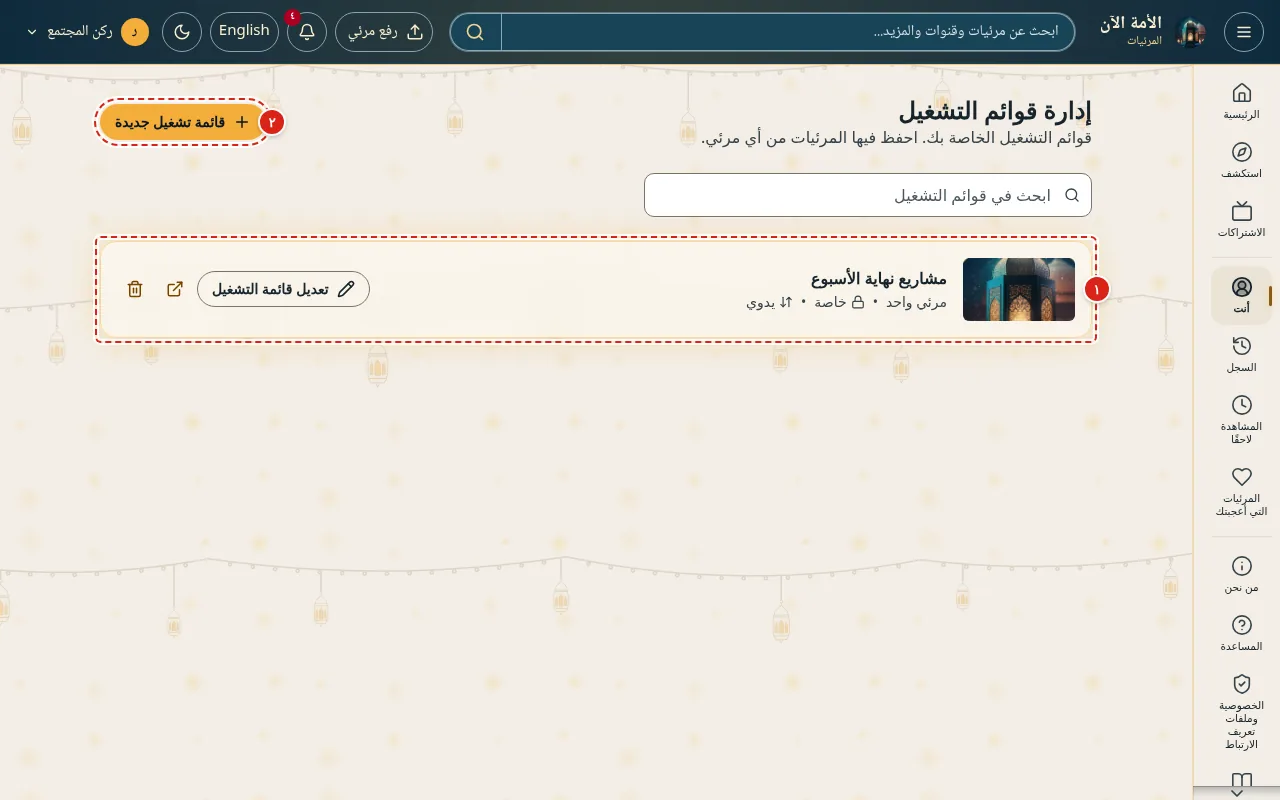 الأمة الآن
المرئيات
ابحث عن مرئيات وقنوات والمزيد...
رفع مرئي
٤
English
ركن المجتمع
ر
الرئيسية
استكشف
الاشتراكات
أنت
السجل
المشاهدة
لاحقًا
المرئيات
التي أعجبتك
من نحن
المساعدة
الخصوصية
وملفات
تعريف
الارتباط
إدارة قوائم التشغيل
قوائم التشغيل الخاصة بك. احفظ فيها المرئيات من أي مرئي.
٢
قائمة تشغيل جديدة
ابحث في قوائم التشغيل
١
مشاريع نهاية الأسبوع
مرئي واحد • خاصة • يدوي
تعديل قائمة التشغيل